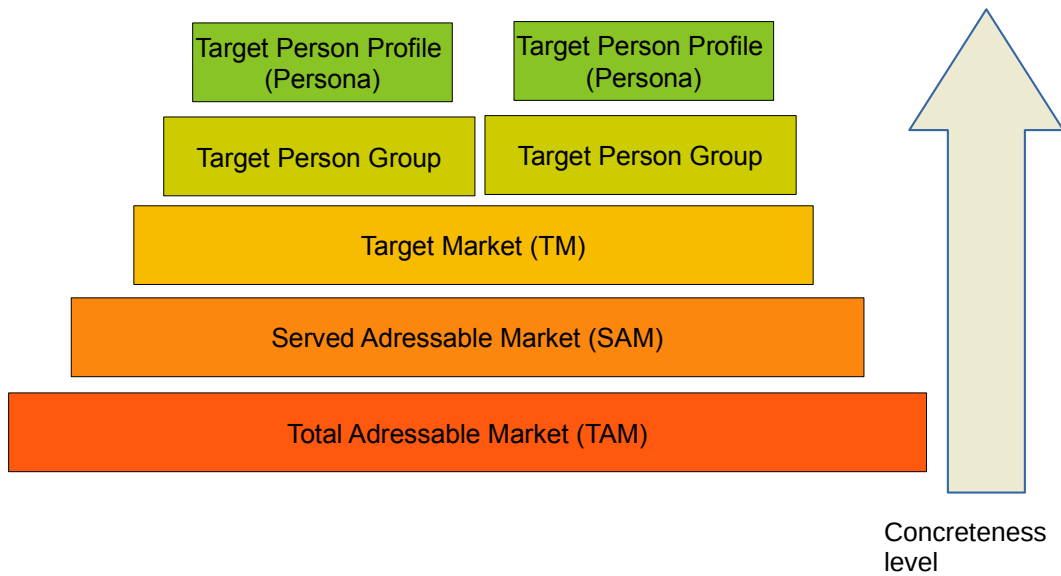 Target Person Profile
(Persona)
Target Person Profile
(Persona)
Target Person Group
Target Person Group
Target Market (TM)
Served Adressable Market (SAM)
Total Adressable Market (TAM)
Concreteness
level